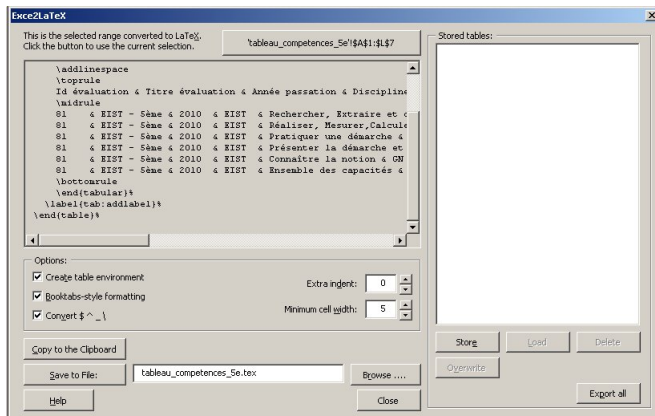 Exce2LaTeX
This is the selected range converted to LaTeX.
Click the button to use the current selection.
'tableau_competences_5e'!$A$1:$L$7
\addlinespace
\toprule
Id évaluation & Titre évaluation & Année passation & Discipline
\midrule
81 & EIST - 5ème & 2010 & EIST & Rechercher, Extraire et
81 & EIST - 5ème & 2010 & EIST & Réaliser, Mesurer,Calcule
81 & EIST - 5ème & 2010 & EIST & Pratiquer une démarche &
81 & EIST - 5ème & 2010 & EIST & Présenter la démarche et
81 & EIST - 5ème & 2010 & EIST & Connaître la notion & GN
81 & EIST - 5ème & 2010 & EIST & Ensemble des capacités &
\bottomrule
\end{tabular}%
\label{tab:addlabel}%
\end{table}%
Options:
Create table environment
Booktabs-style formatting
Convert $ ^ _ \
Extra indent: 0
Minimum cell width: 5
Copy to the Clipboard
Save to File: tableau_competences_5e.tex Browse ....
Help Close
Stored tables:
Store Load Delete
Overwrite
Export all